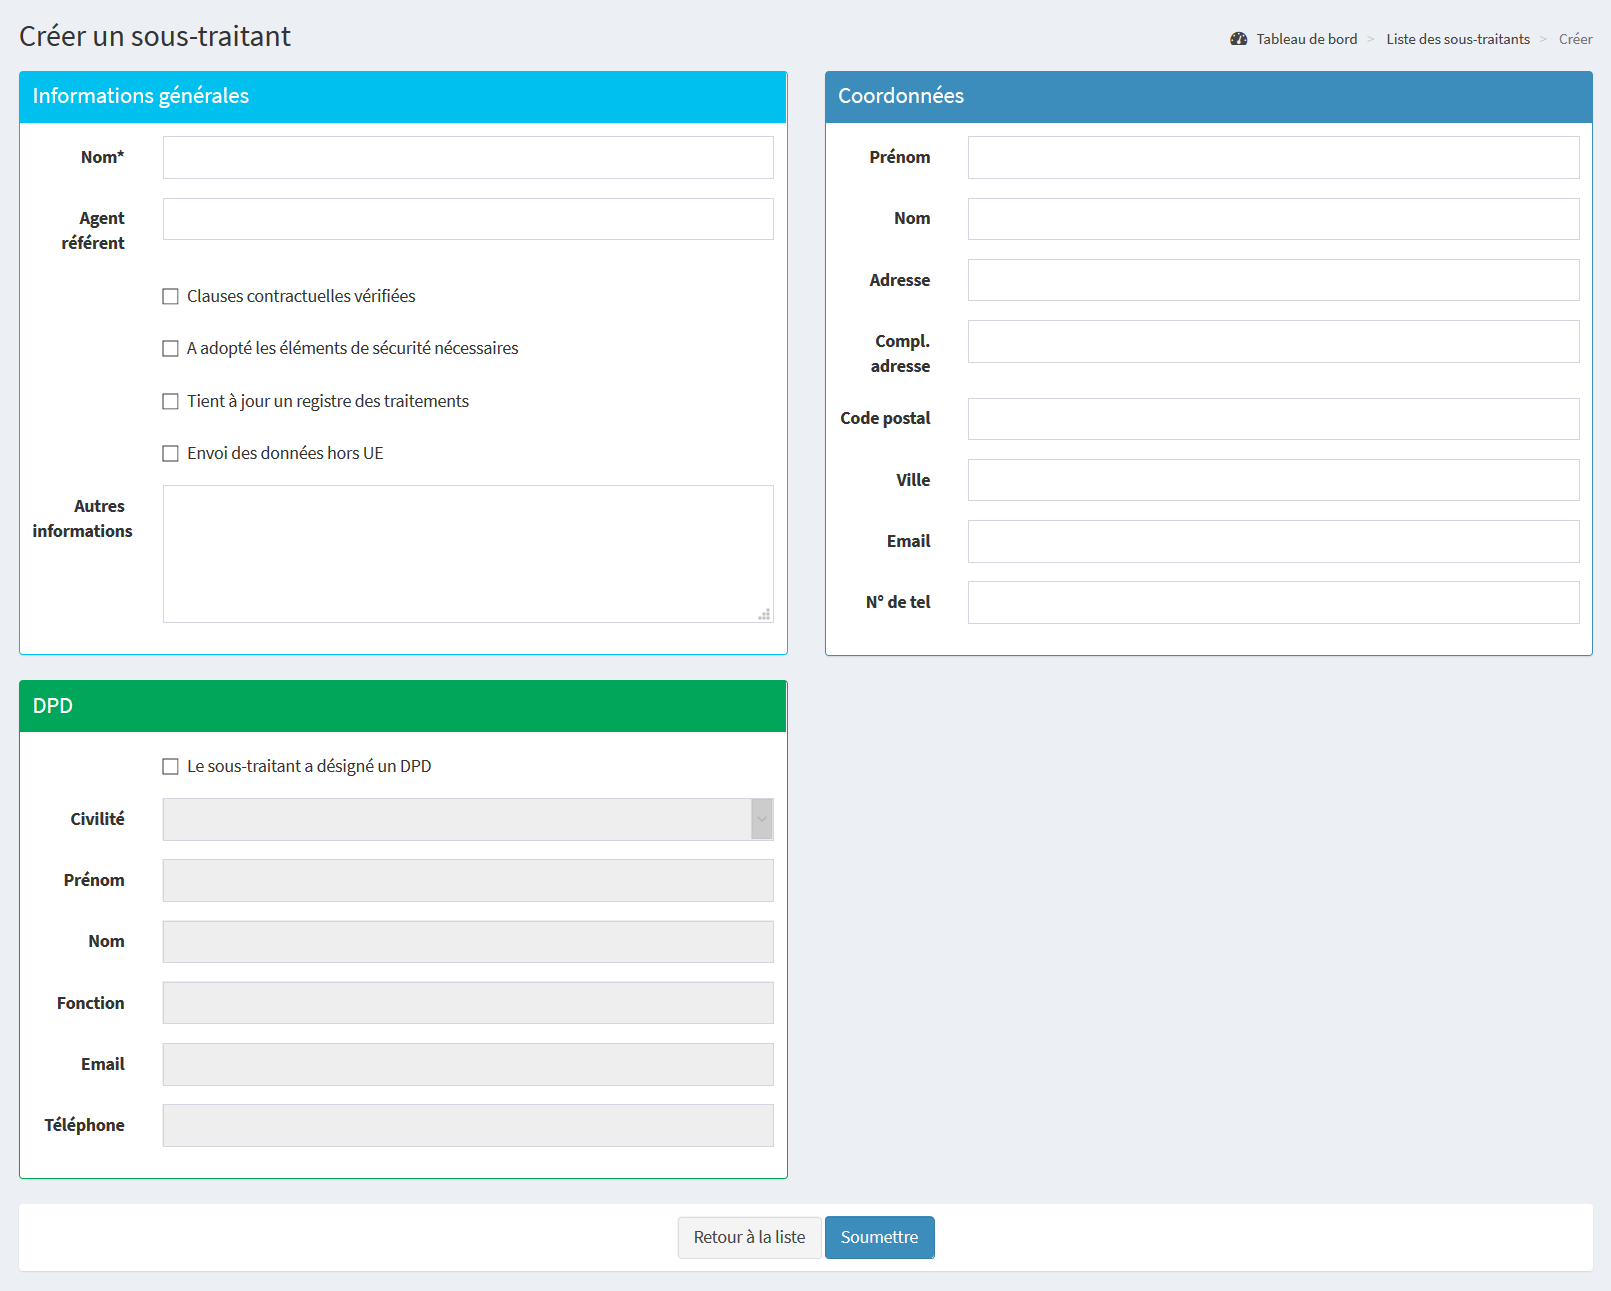 Créer un sous-traitant
Tableau de bord > Liste des sous-traitants > Créer
Informations générales
Nom*
Agent
référent
Clauses contractuelles vérifiées
A adopté les éléments de sécurité nécessaires
Tient à jour un registre des traitements
Envoi des données hors UE
Autres
informations
Coordonnées
Prénom
Nom
Adresse
Compl.
adresse
Code postal
Ville
Email
N° de tel
DPD
Le sous-traitant a désigné un DPD
Civilité
Prénom
Nom
Fonction
Email
Téléphone
Retour à la liste Soumettre